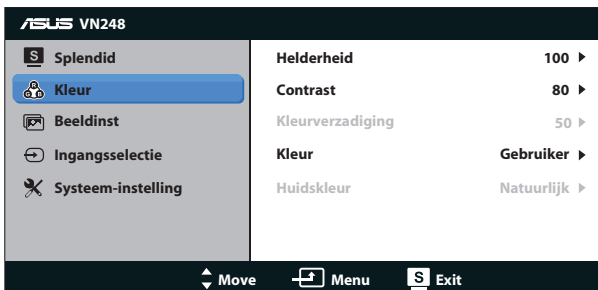 ASUS VN248
S Splendid
Kleur
Beeldinst
Ingangsselectie
Systeem-instelling
Helderheid 100
Contrast 80
Kleurverzadiging 50
Kleur Gebruiker
Huidskleur Natuurlijk
Move Menu S Exit